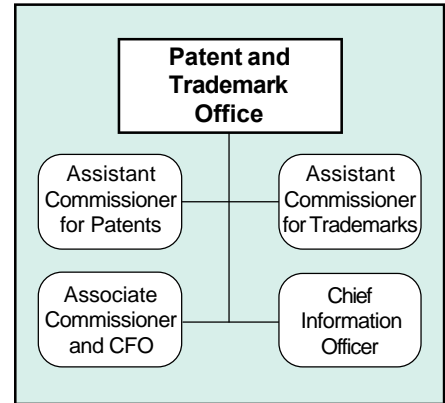 Patent and
Trademark
Office
Assistant
Commissioner
for Patents
Assistant
Commissioner
for Trademarks
Associate
Commissioner
and CFO
Chief
Information
Officer